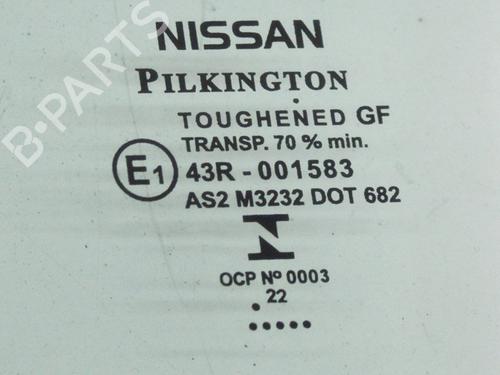 NISSAN
PILKINGTON
TOUGHENED GF
TRANSP. 70 % min.
E1 43R - 001583
AS2 M3232 DOT 682
OCP Nº 0003
. 22
.....
B-PARTS